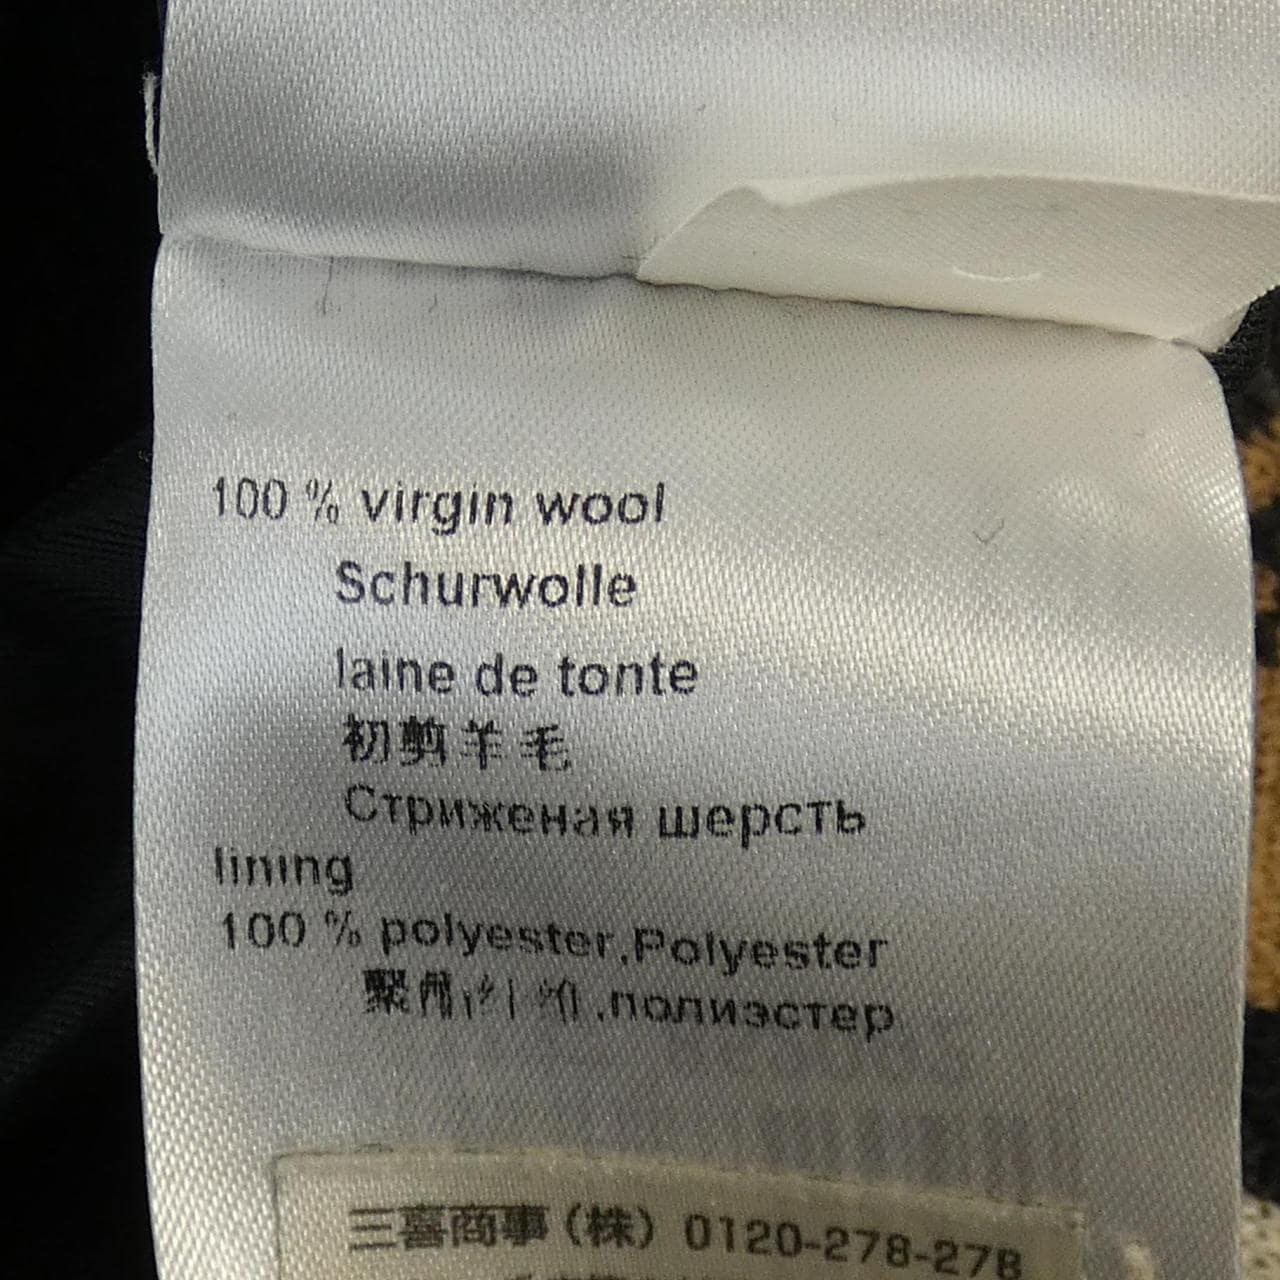 100 % virgin wool
Schurwolle
laine de tonte
初剪羊毛
Стриженая шерсть
lining
100 % polyester,Polyester
,полиэстер
三喜商事（株）0120-278-278